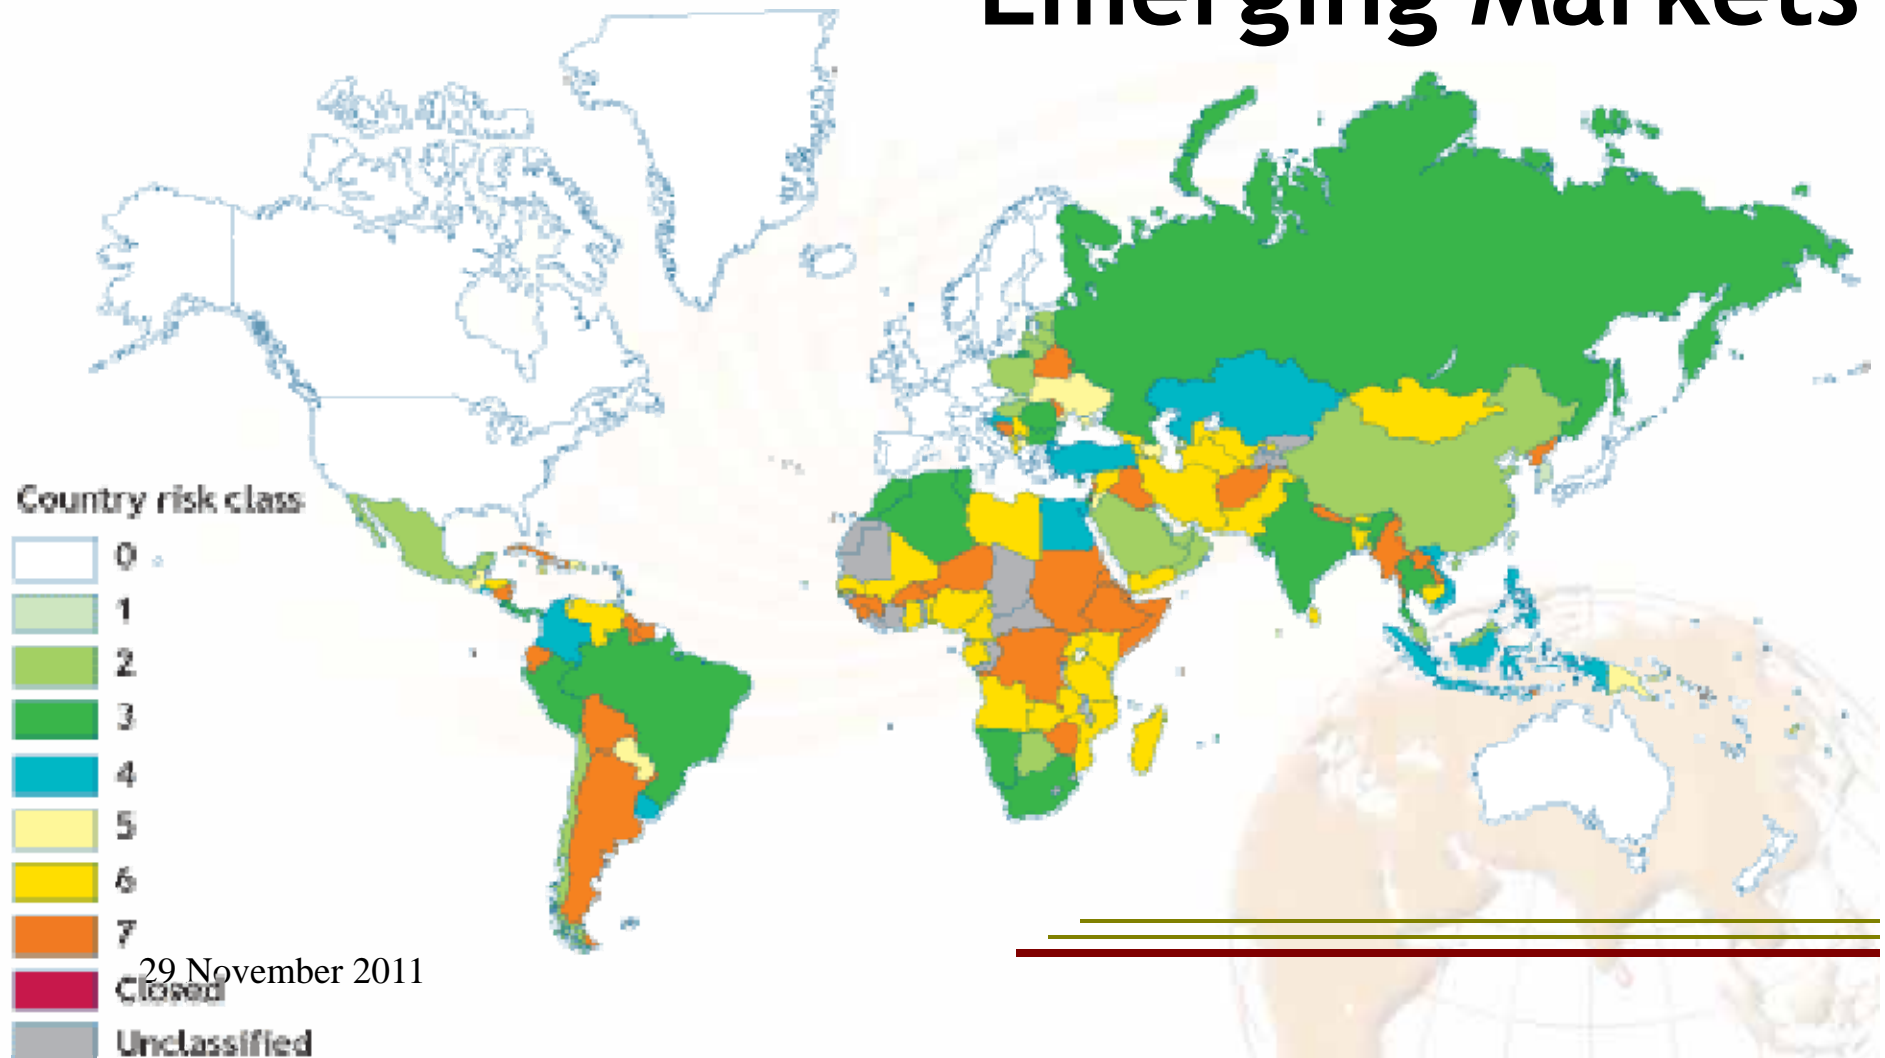 Emerging Markets
Country risk class
0
1
2
3
4
5
6
7
Closed
Unclassified
29 November 2011